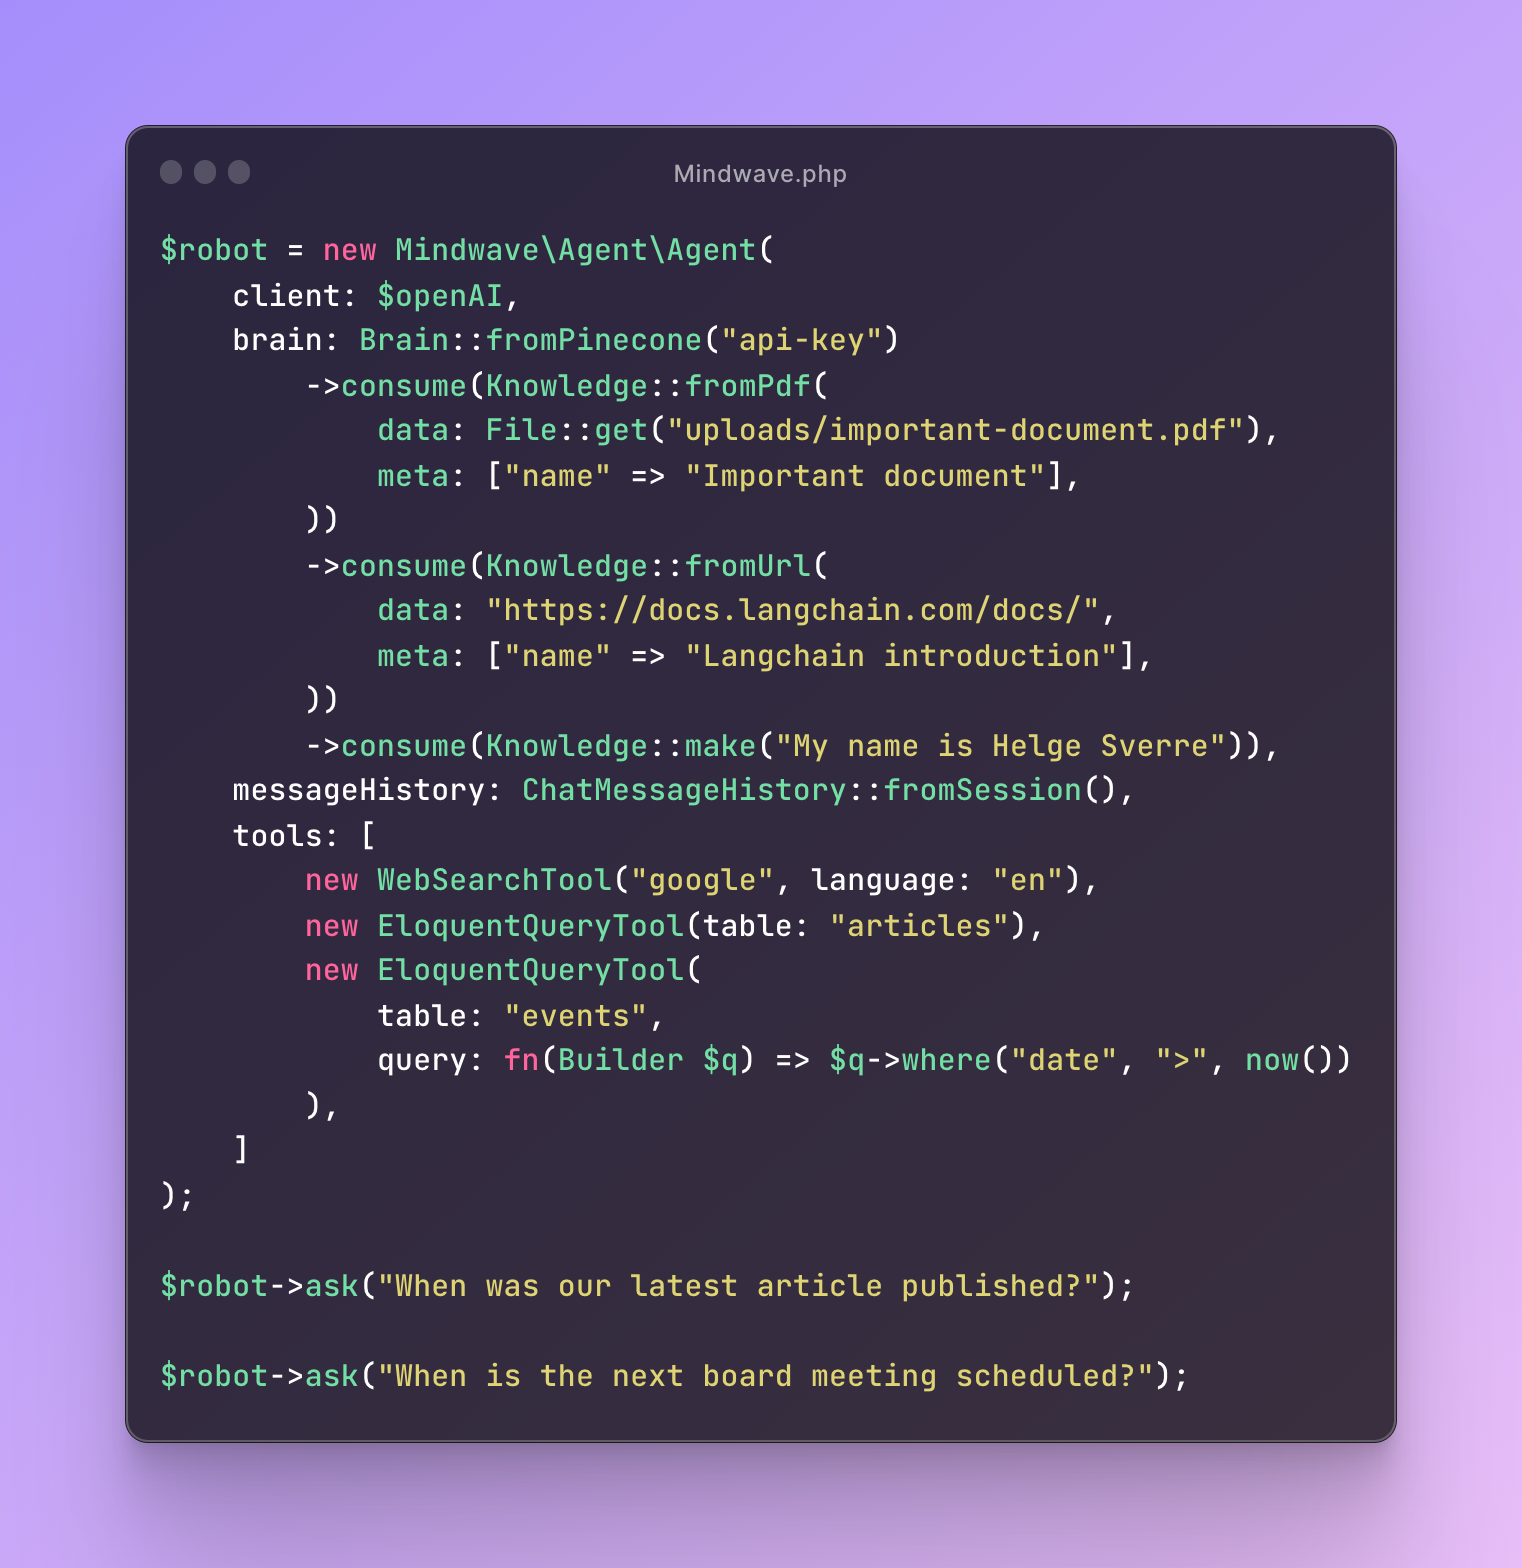 Mindwave.php
$robot = new Mindwave\Agent\Agent(
    client: $openAI,
    brain: Brain::fromPinecone("api-key")
        ->consume(Knowledge::fromPdf(
            data: File::get("uploads/important-document.pdf"),
            meta: ["name" => "Important document"],
        ))
        ->consume(Knowledge::fromUrl(
            data: "https://docs.langchain.com/docs/",
            meta: ["name" => "Langchain introduction"],
        ))
        ->consume(Knowledge::make("My name is Helge Sverre")),
    messageHistory: ChatMessageHistory::fromSession(),
    tools: [
        new WebSearchTool("google", language: "en"),
        new EloquentQueryTool(table: "articles"),
        new EloquentQueryTool(
            table: "events",
            query: fn(Builder $q) => $q->where("date", ">", now())
        ),
    ]
);

$robot->ask("When was our latest article published?");

$robot->ask("When is the next board meeting scheduled?");